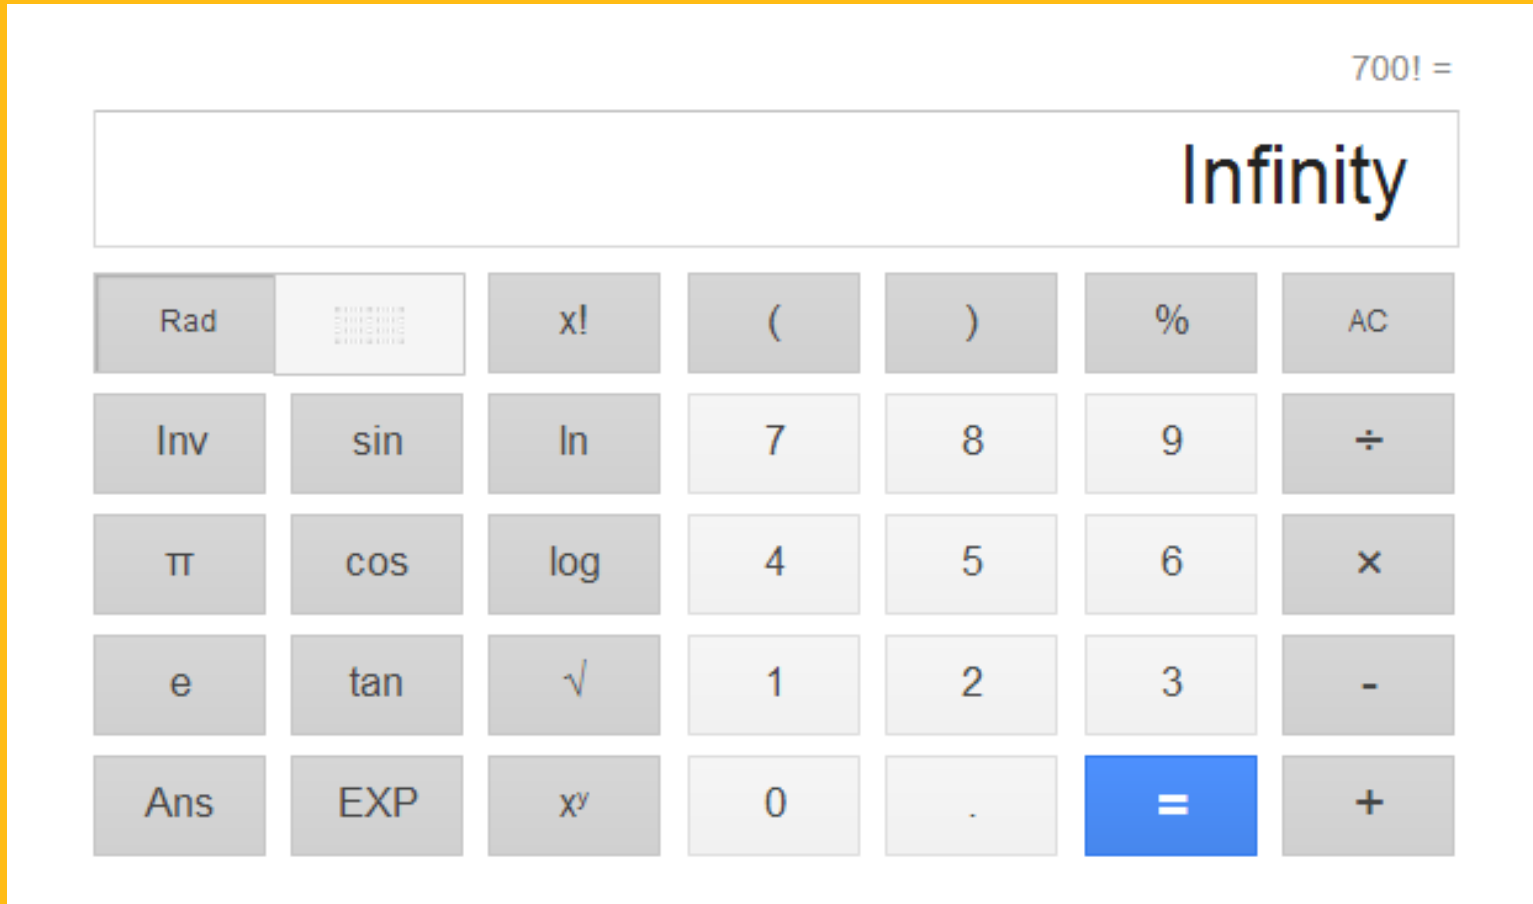 700! =
Infinity
Rad x! ( ) % AC
Inv sin ln 7 8 9 ÷
π cos log 4 5 6 ×
e tan √ 1 2 3 -
Ans EXP xʸ 0 . = +